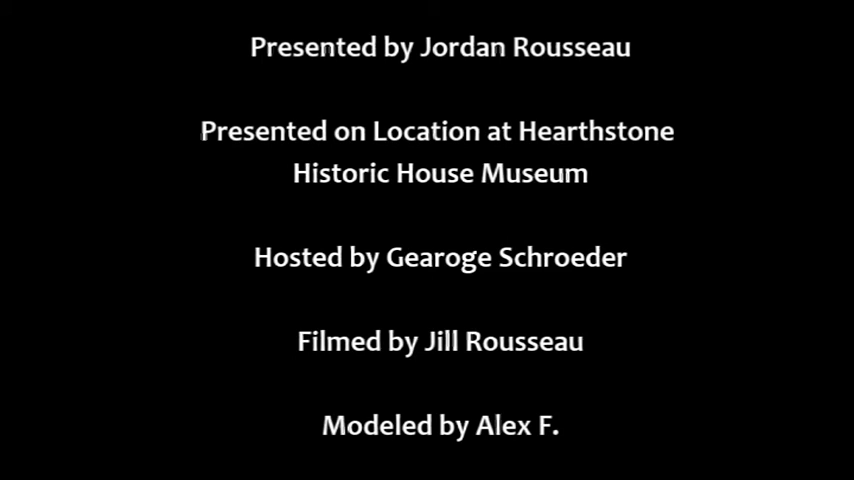 Presented by Jordan Rousseau
Presented on Location at Hearthstone
Historic House Museum
Hosted by Gearoge Schroeder
Filmed by Jill Rousseau
Modeled by Alex F.